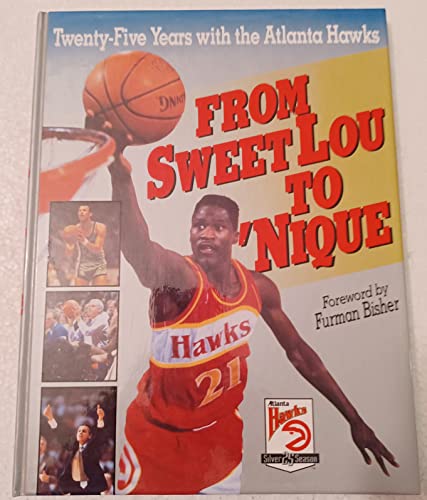 Twenty-Five Years with the Atlanta Hawks
FROM
SWEET LOU
TO
'NIQUE
Foreword by
Furman Bisher
Hawks
21
Atlanta
Hawks
Silver 25 Season